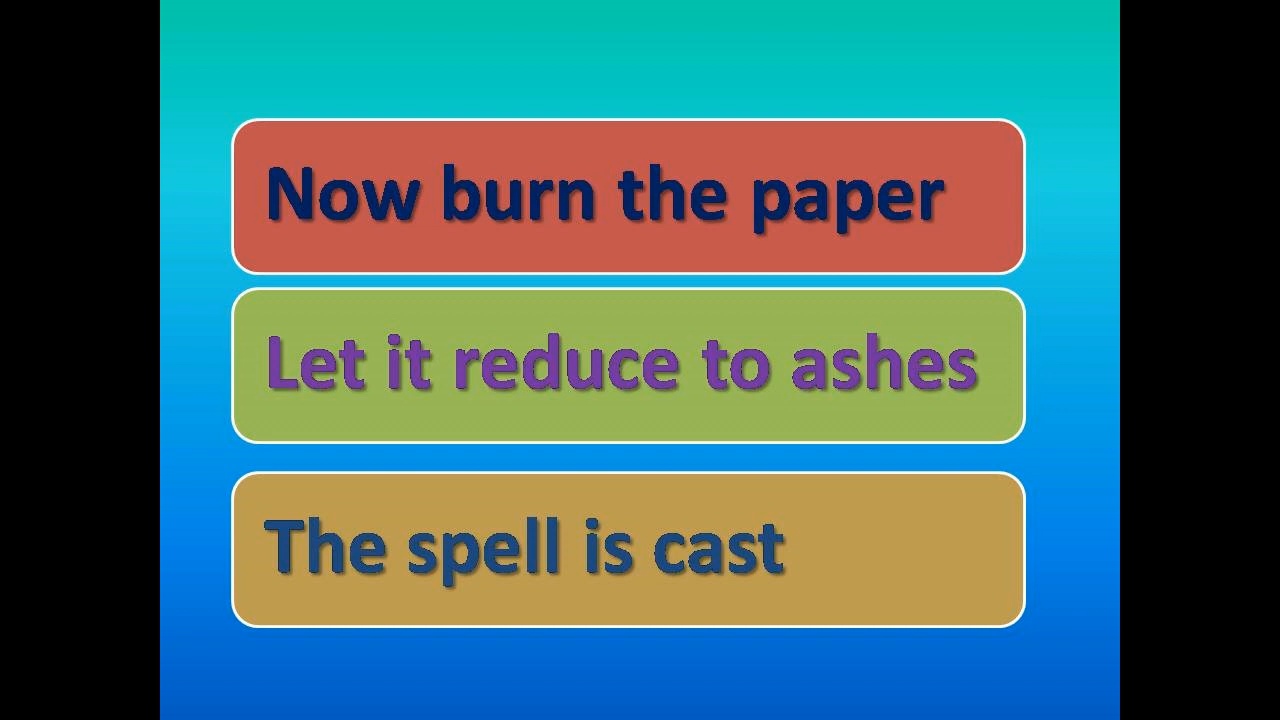 Now burn the paper
Let it reduce to ashes
The spell is cast